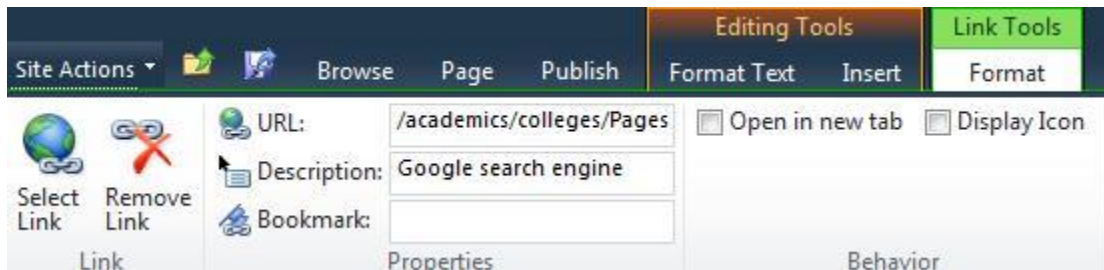 Editing Tools
Link Tools
Site Actions
Browse
Page
Publish
Format Text
Insert
Format
Select Link
Remove Link
URL:
/academics/colleges/Pages
Description:
Google search engine
Bookmark:
Open in new tab
Display Icon
Link
Properties
Behavior